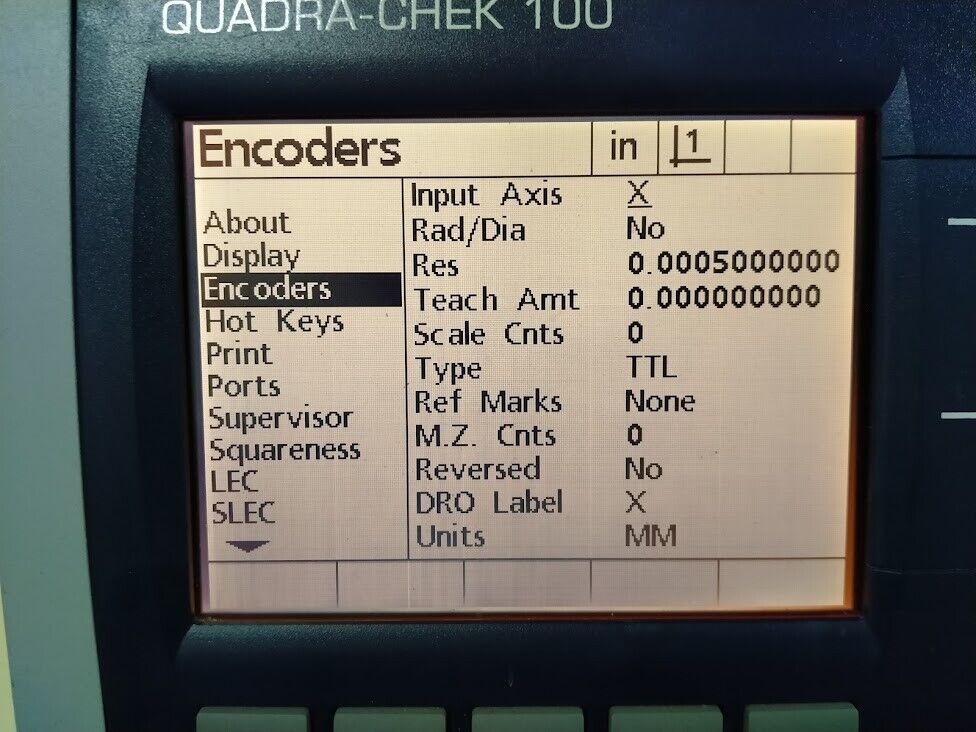 QUADRA-CHEK 100
Encoders in 1
About
Display
Encoders
Hot Keys
Print
Ports
Supervisor
Squareness
LEC
SLEC
Input Axis X
Rad/Dia No
Res 0.0005000000
Teach Amt 0.000000000
Scale Cnts 0
Type TTL
Ref Marks None
M.Z. Cnts 0
Reversed No
DRO Label X
Units MM